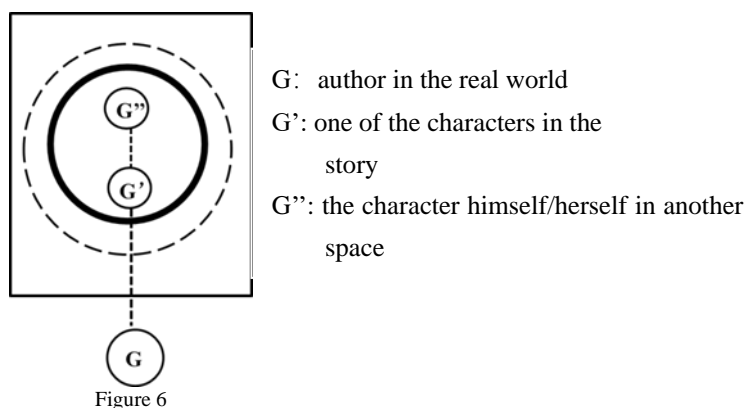 G”
G’
G
Figure 6
G: author in the real world
G’: one of the characters in the
story
G’’: the character himself/herself in another
space